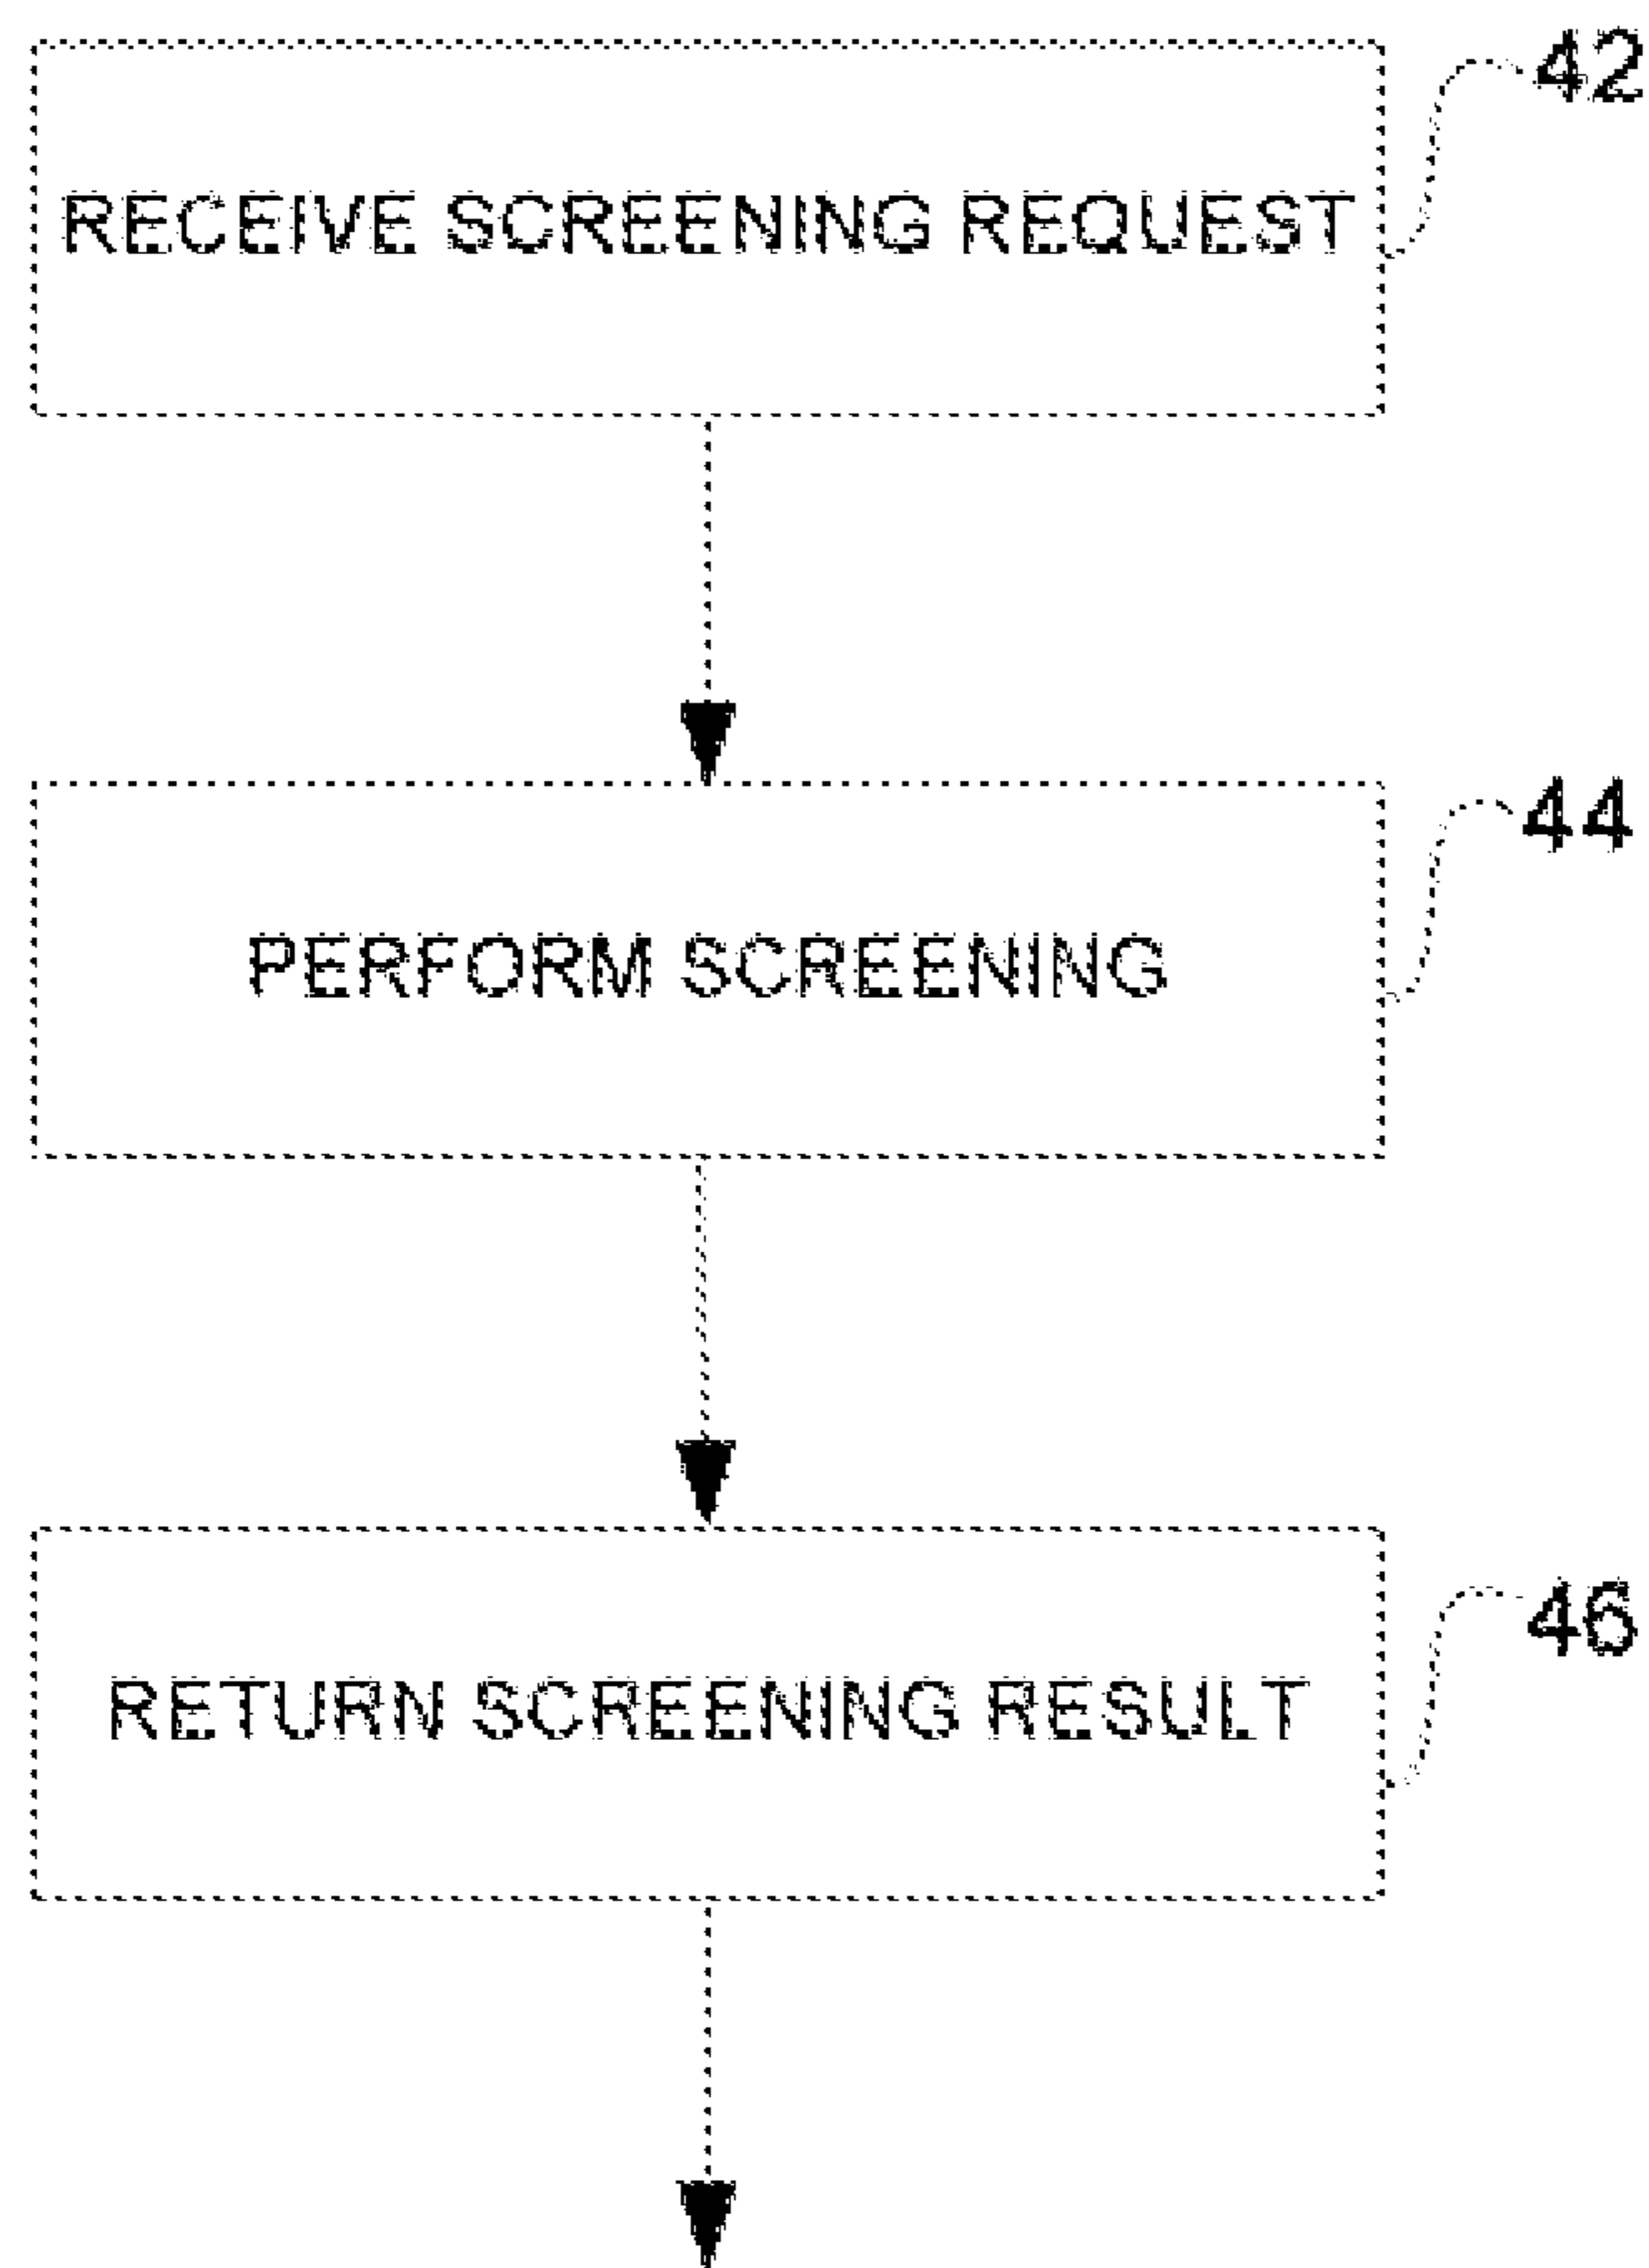 42
RECEIVE SCREENING REQUEST
44
PERFORM SCREENING
46
RETURN SCREENING RESULT